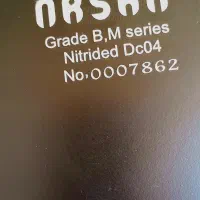 Grade B,M series
Nitrided Dc04
No,0007862